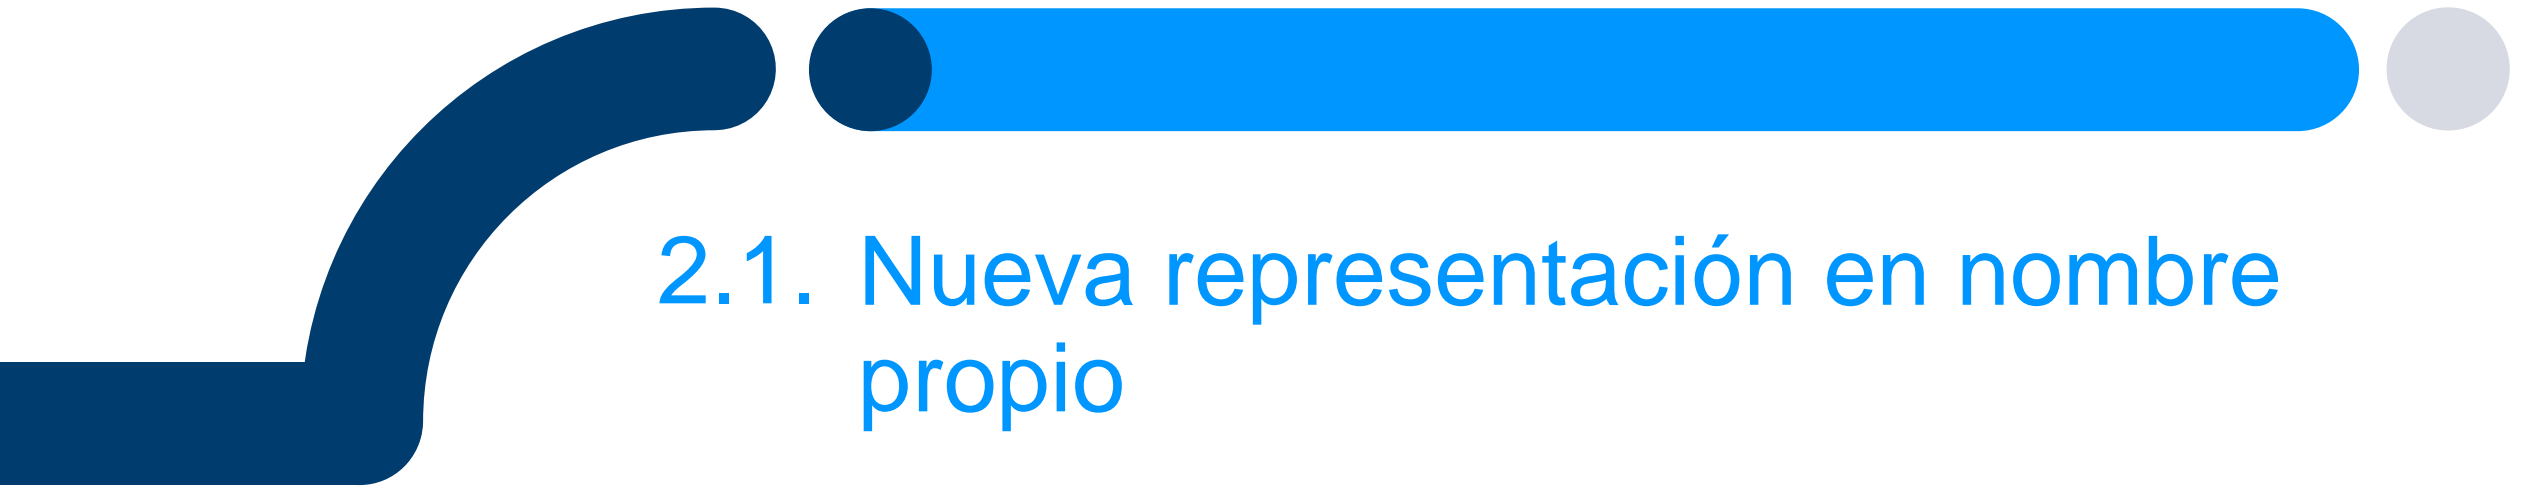 2.1. Nueva representación en nombre
propio